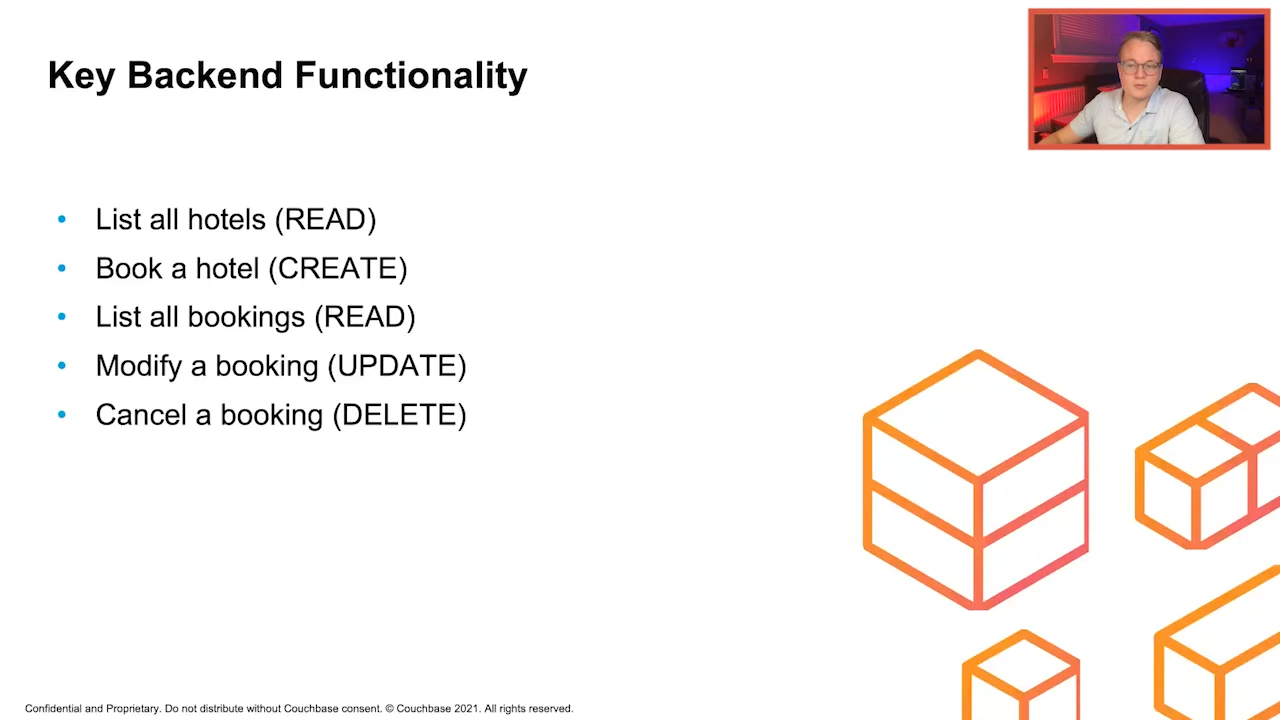 Key Backend Functionality
• List all hotels (READ)
• Book a hotel (CREATE)
• List all bookings (READ)
• Modify a booking (UPDATE)
• Cancel a booking (DELETE)
Confidential and Proprietary. Do not distribute without Couchbase consent. © Couchbase 2021. All rights reserved.